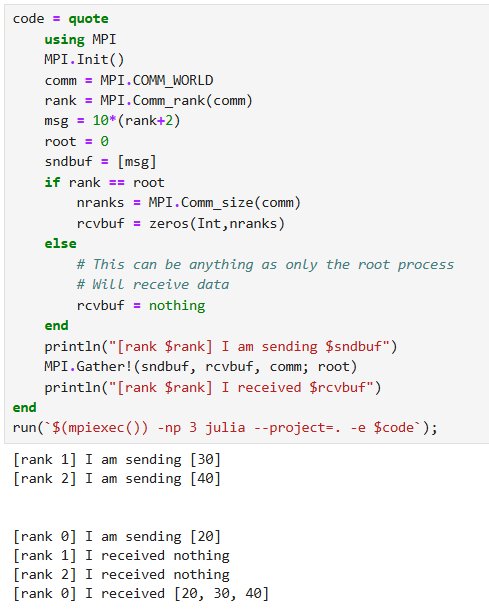 code = quote
    using MPI
    MPI.Init()
    comm = MPI.COMM_WORLD
    rank = MPI.Comm_rank(comm)
    msg = 10*(rank+2)
    root = 0
    sndbuf = [msg]
    if rank == root
        nranks = MPI.Comm_size(comm)
        rcvbuf = zeros(Int,nranks)
    else
        # This can be anything as only the root process
        # Will receive data
        rcvbuf = nothing
    end
    println("[rank $rank] I am sending $sndbuf")
    MPI.Gather!(sndbuf, rcvbuf, comm; root)
    println("[rank $rank] I received $rcvbuf")
end
run(`$(mpiexec()) -np 3 julia --project=. -e $code`);
[rank 1] I am sending [30]
[rank 2] I am sending [40]
[rank 0] I am sending [20]
[rank 1] I received nothing
[rank 2] I received nothing
[rank 0] I received [20, 30, 40]